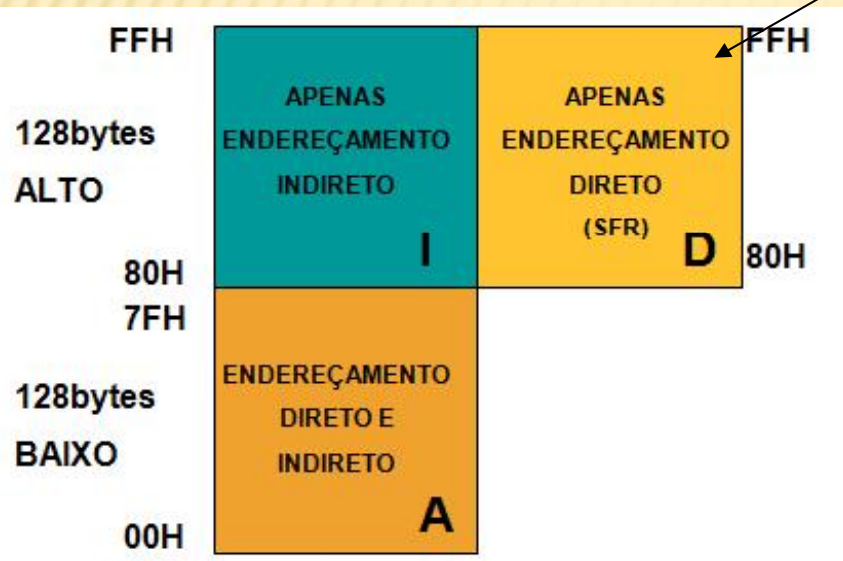 FFH
128bytes
ALTO
80H
APENAS
ENDEREÇAMENTO
INDIRETO
I
APENAS
ENDEREÇAMENTO
DIRETO
(SFR)
D
FFH
80H
7FH
128bytes
BAIXO
00H
ENDEREÇAMENTO
DIRETO E
INDIRETO
A